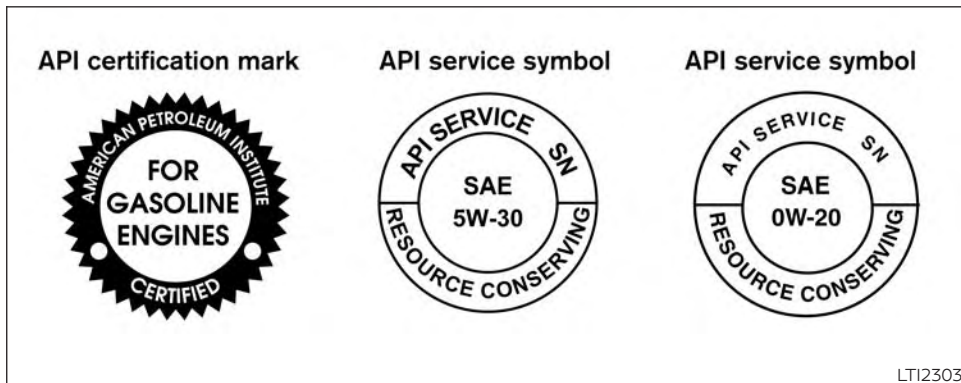 API certification mark
AMERICAN PETROLEUM INSTITUTE
FOR
GASOLINE
ENGINES
CERTIFIED
API service symbol
API SERVICE SN
SAE
5W-30
RESOURCE CONSERVING
API service symbol
API SERVICE SN
SAE
0W-20
RESOURCE CONSERVING
LTI2303